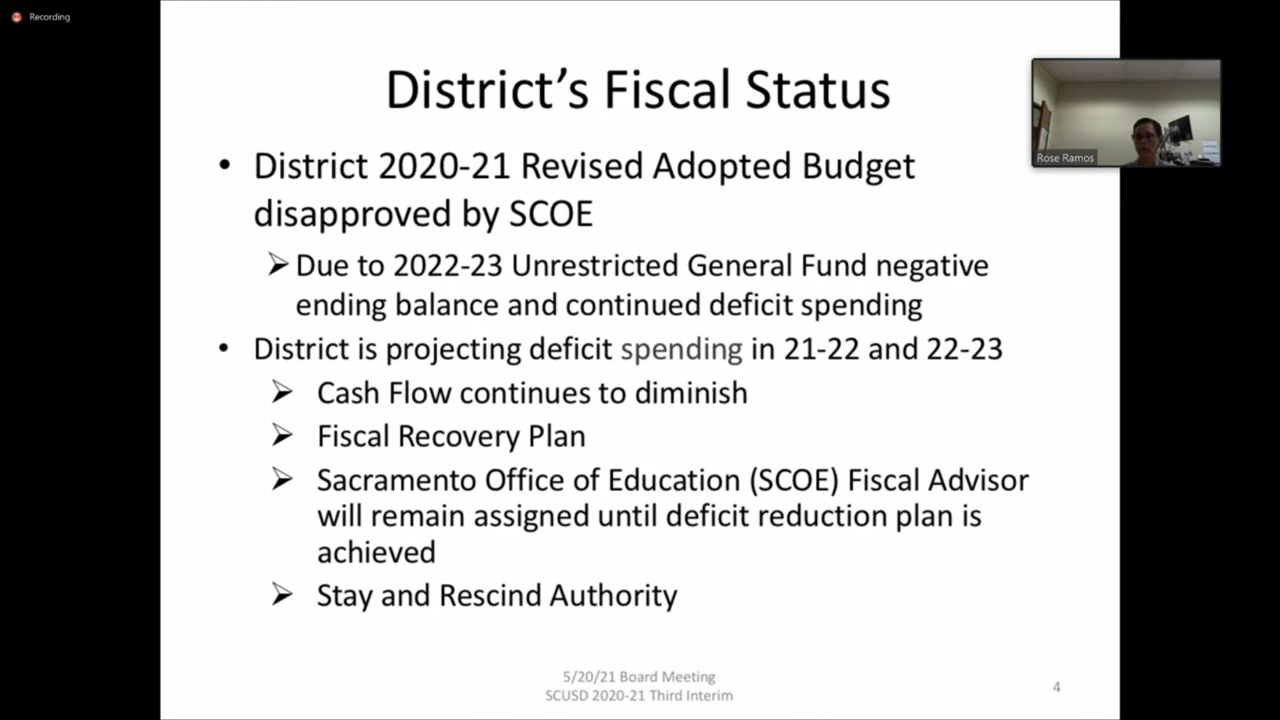 Recording
District's Fiscal Status
Rose Ramos
• District 2020-21 Revised Adopted Budget
disapproved by SCOE
➢ Due to 2022-23 Unrestricted General Fund negative
ending balance and continued deficit spending
• District is projecting deficit spending in 21-22 and 22-23
➢ Cash Flow continues to diminish
➢ Fiscal Recovery Plan
➢ Sacramento Office of Education (SCOE) Fiscal Advisor
will remain assigned until deficit reduction plan is
achieved
➢ Stay and Rescind Authority
5/20/21 Board Meeting
SCUSD 2020-21 Third Interim
4